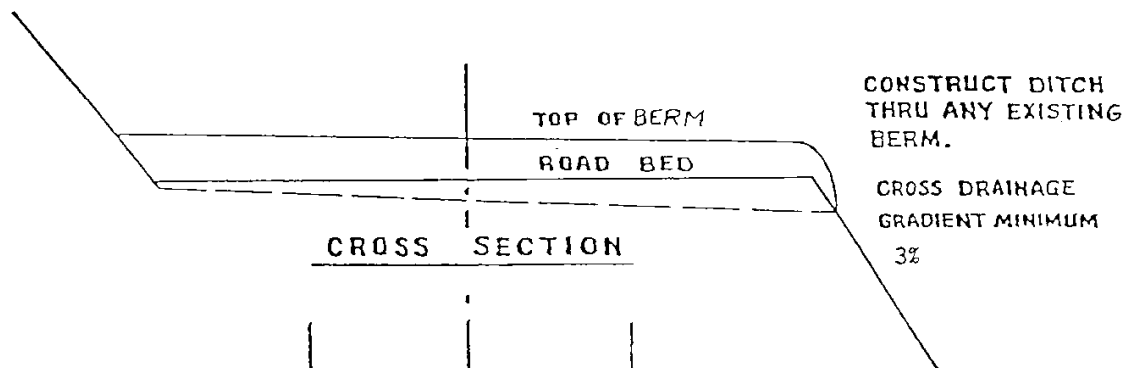 TOP OF BERM
ROAD BED
CROSS SECTION
CONSTRUCT DITCH
THRU ANY EXISTING
BERM.
CROSS DRAINAGE
GRADIENT MINIMUM
3%